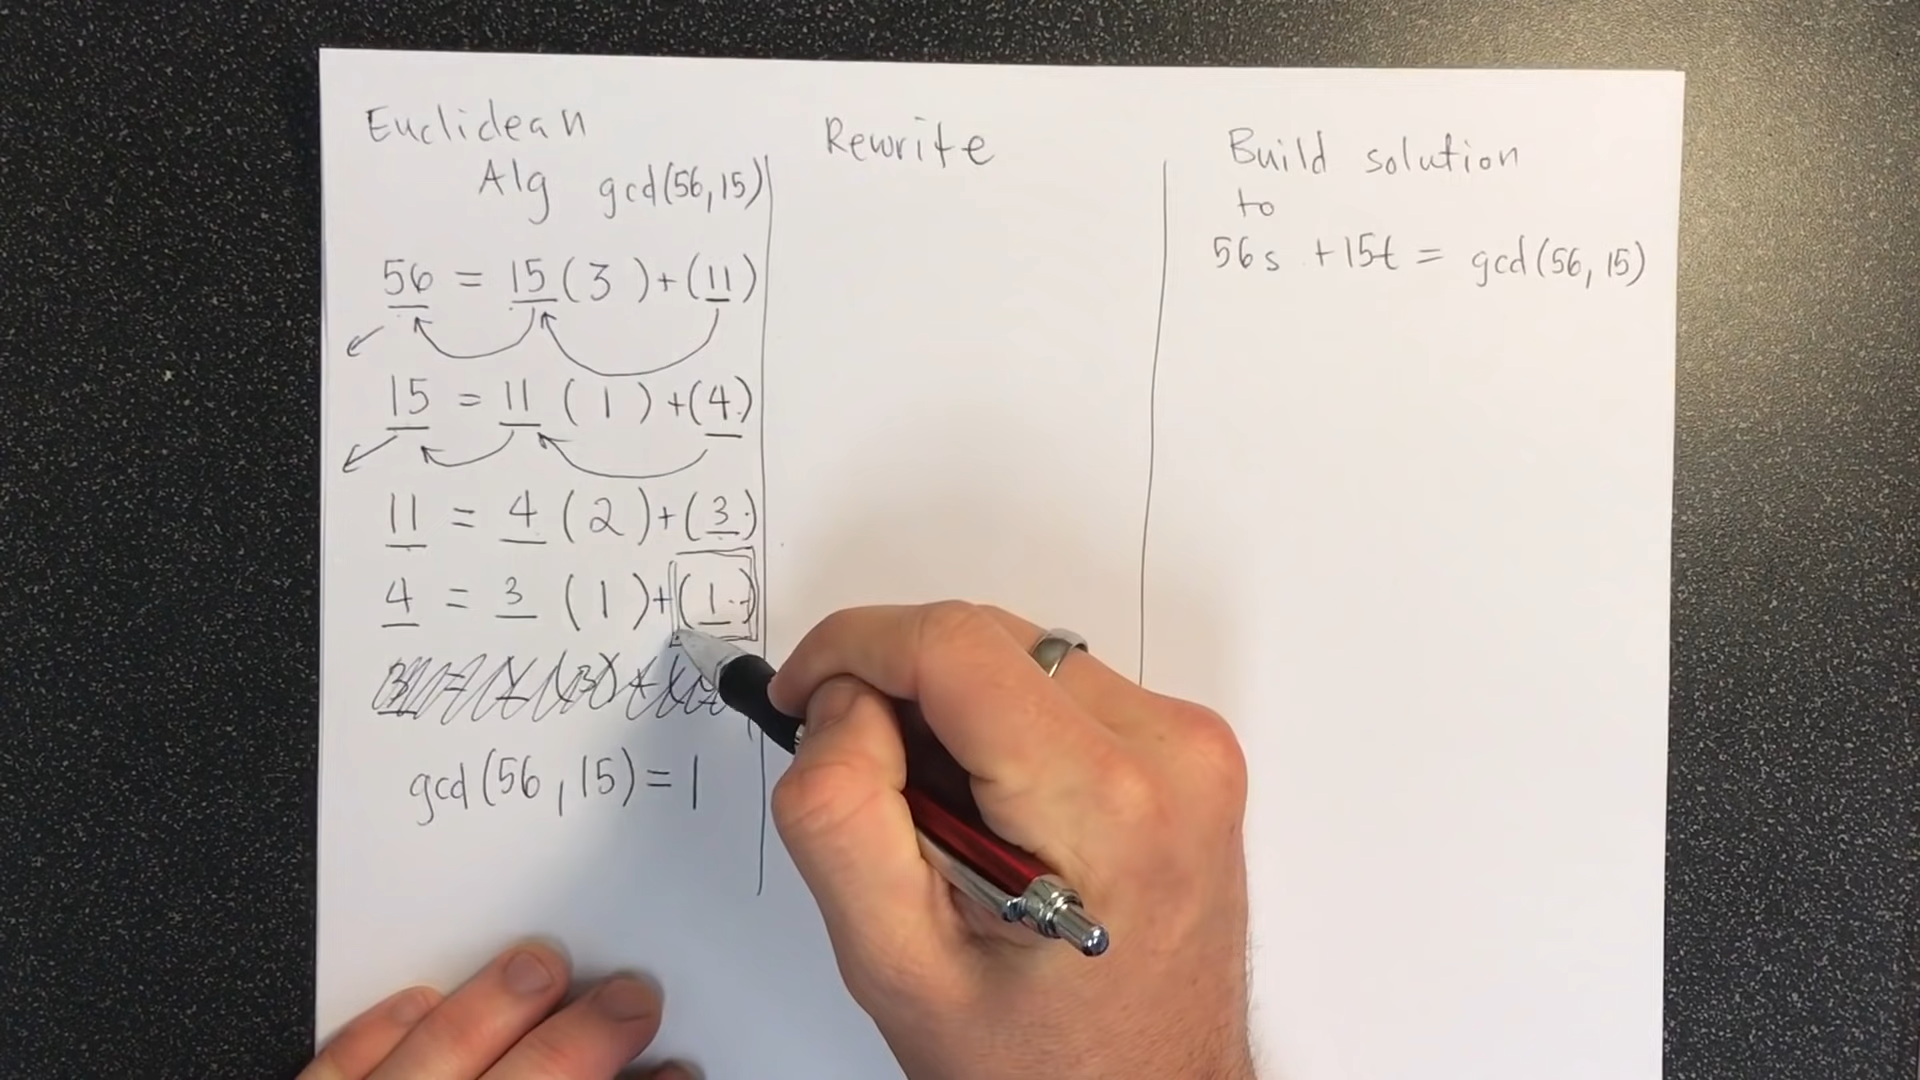 Euclidean
Alg gcd(56,15)
56 = 15(3)+(11)
15 = 11 (1)+(4)
11 = 4 (2)+(3)
4 = 3 (1)+(1)
gcd(56,15)=1
Rewrite
Build solution
to
56s +15t = gcd(56,15)